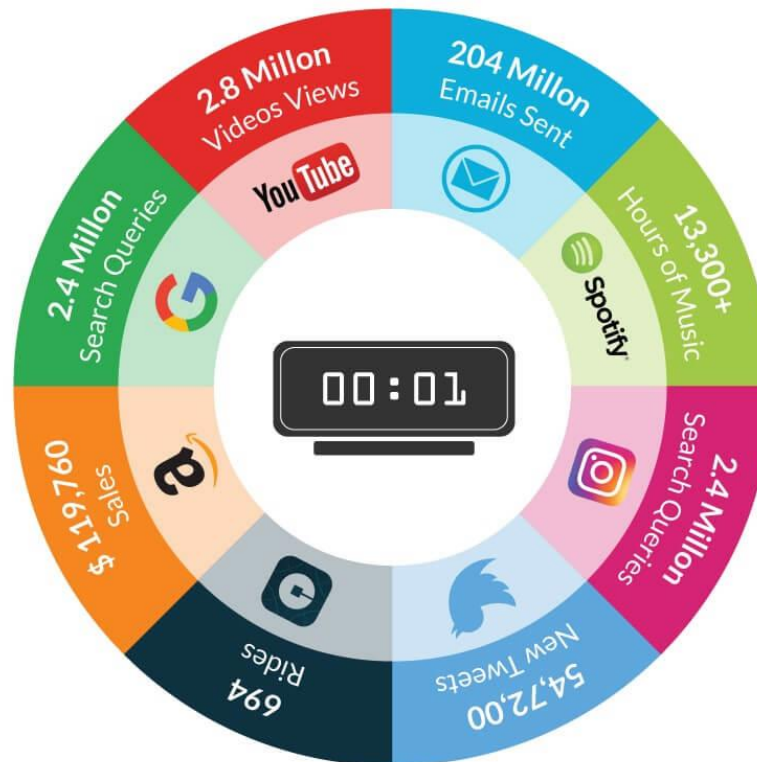 2.8 Millon
Videos Views
YouTube
204 Millon
Emails Sent
13,300+
Hours of Music
Spotify
2.4 Millon
Search Queries
54,72,00
New Tweets
694
Rides
$ 119,760
Sales
a
2.4 Millon
Search Queries
G
00:01